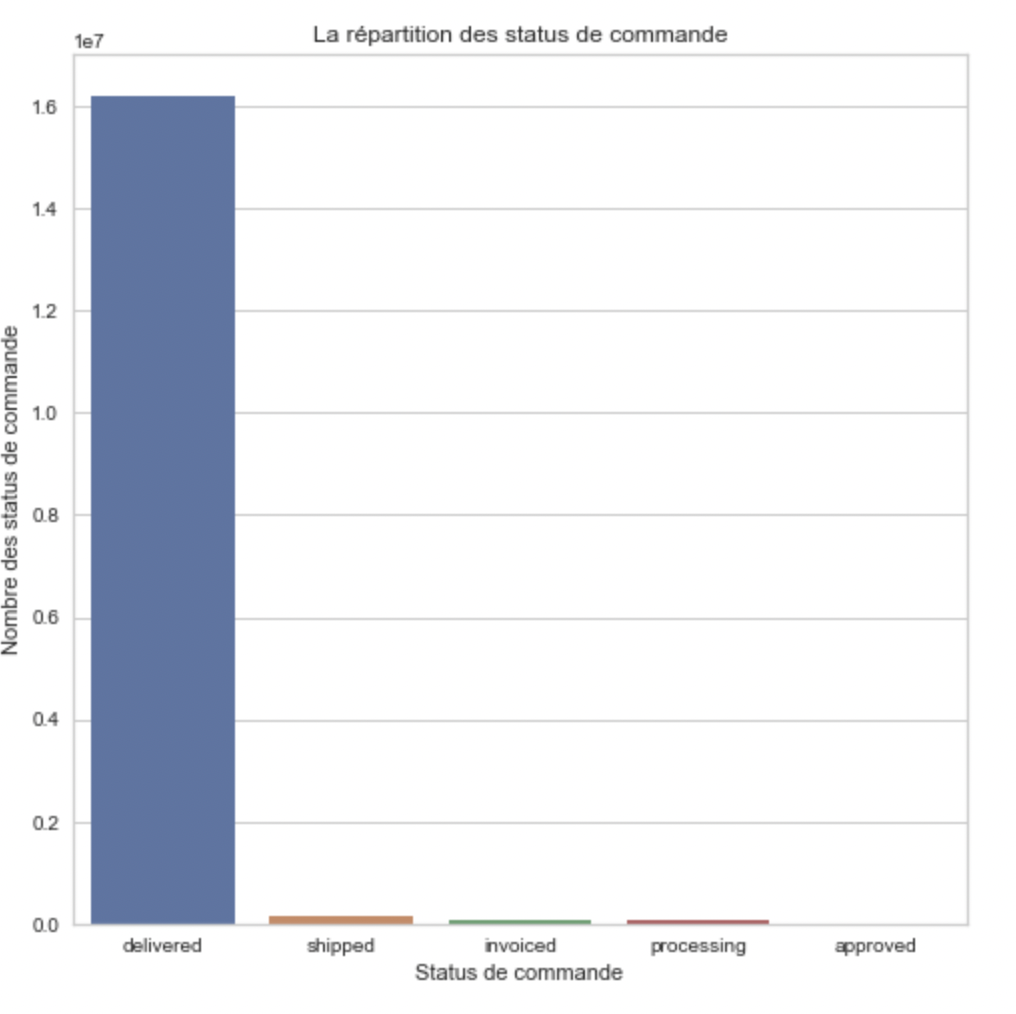 La répartition des status de commande
1e7
1.6
1.4
1.2
1.0
0.8
0.6
0.4
0.2
0.0
Nombre des status de commande
delivered shipped invoiced processing approved
Status de commande